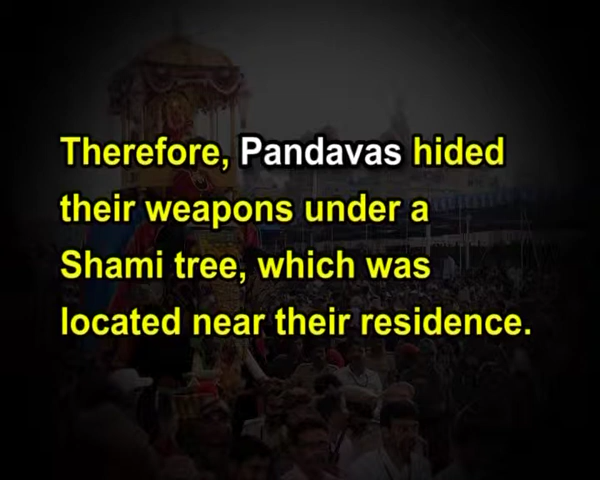 Therefore, Pandavas hided
their weapons under a
Shami tree, which was
located near their residence.